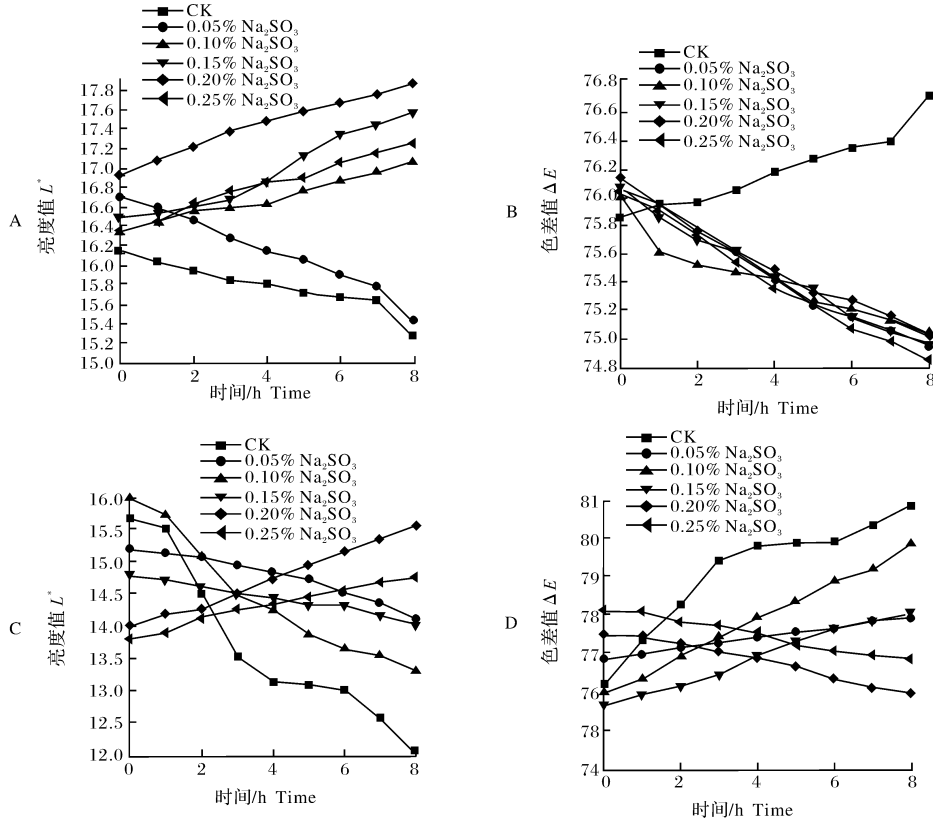 A
CK
0.05% Na₂SO₃
0.10% Na₂SO₃
0.15% Na₂SO₃
0.20% Na₂SO₃
0.25% Na₂SO₃
亮度值 L*
17.8
17.6
17.4
17.2
17.0
16.8
16.6
16.4
16.2
16.0
15.8
15.6
15.4
15.2
15.0
0 2 4 6 8
时间/h Time
B
CK
0.05% Na₂SO₃
0.10% Na₂SO₃
0.15% Na₂SO₃
0.20% Na₂SO₃
0.25% Na₂SO₃
色差值 ΔE
76.8
76.6
76.4
76.2
76.0
75.8
75.6
75.4
75.2
75.0
74.8
0 2 4 6 8
时间/h Time
C
CK
0.05% Na₂SO₃
0.10% Na₂SO₃
0.15% Na₂SO₃
0.20% Na₂SO₃
0.25% Na₂SO₃
亮度值 L*
16.0
15.5
15.0
14.5
14.0
13.5
13.0
12.5
12.0
0 2 4 6 8
时间/h Time
D
CK
0.05% Na₂SO₃
0.10% Na₂SO₃
0.15% Na₂SO₃
0.20% Na₂SO₃
0.25% Na₂SO₃
色差值 ΔE
81
80
79
78
77
76
78
74
0 2 4 6 8
时间/h Time